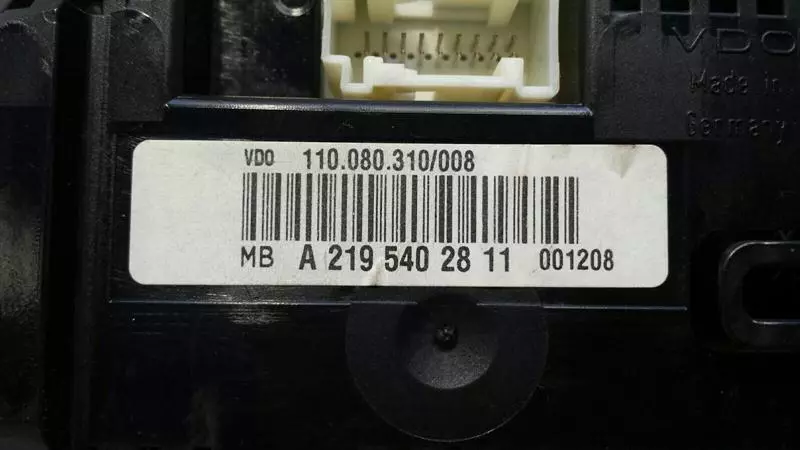 VDO
Made in
Germany
VDO 110.080.310/008
MB A 219 540 28 11 001208